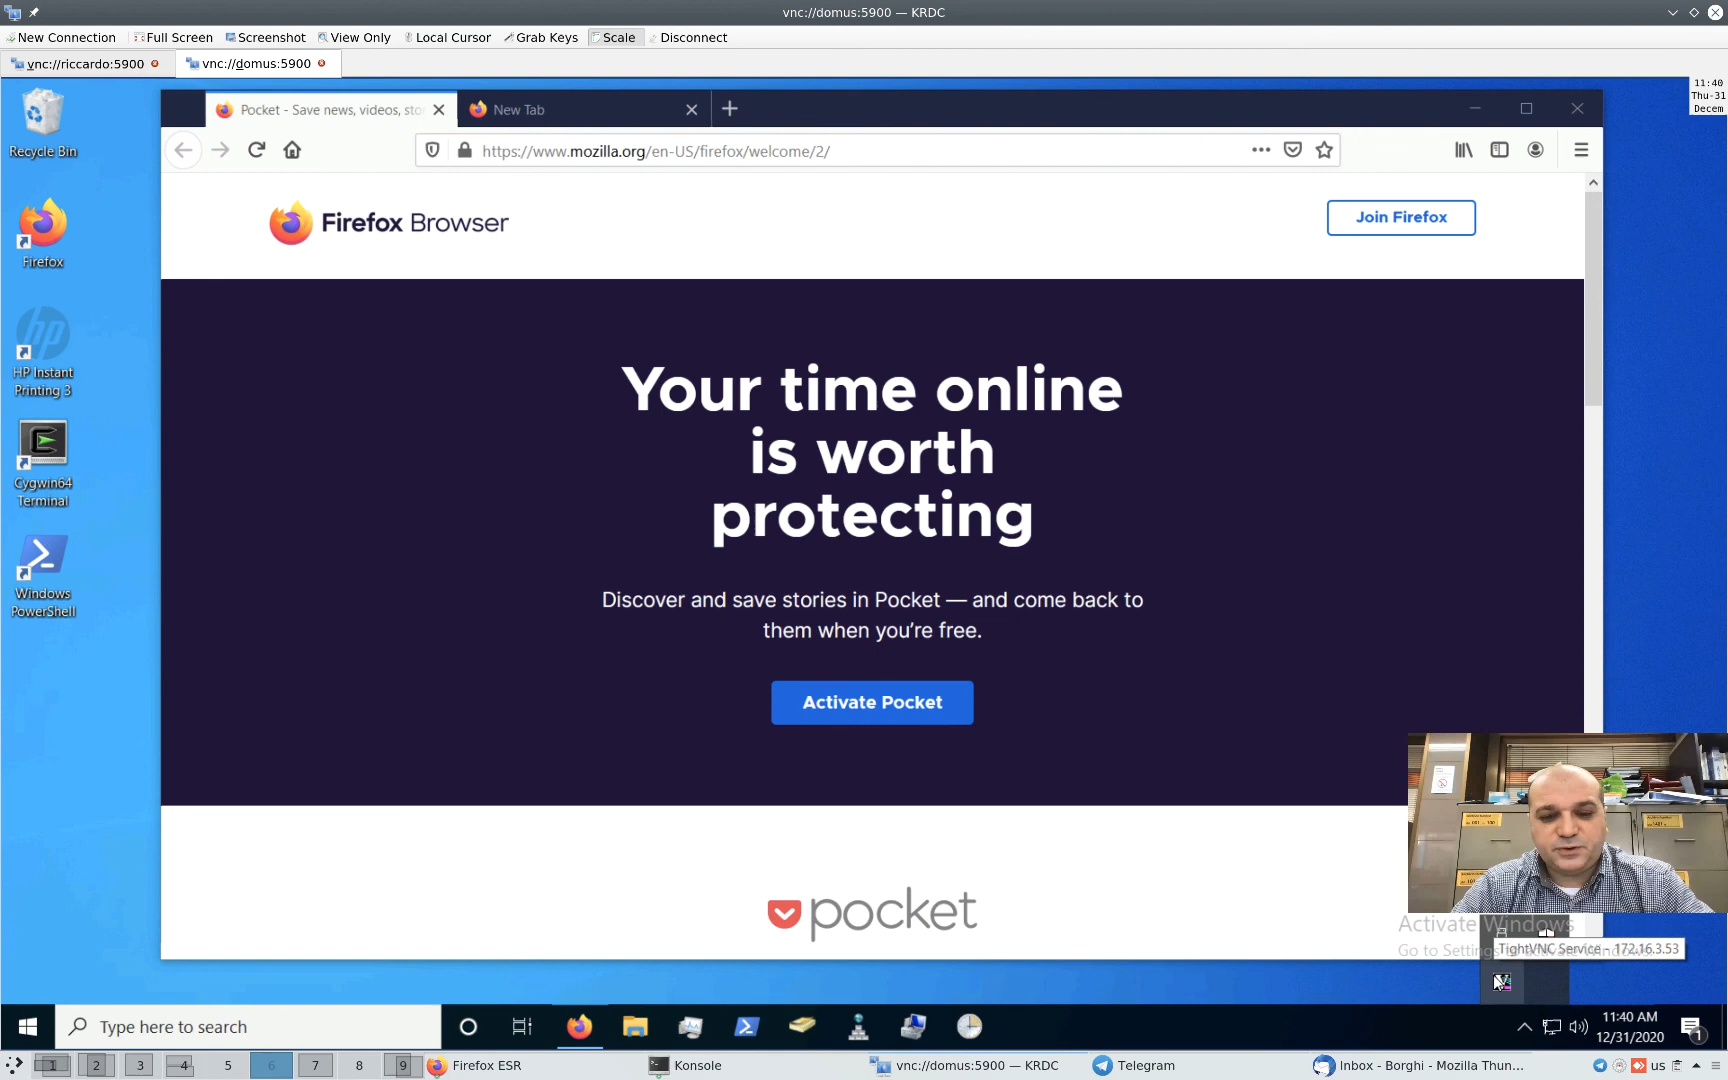 vnc://domus:5900 — KRDC
New Connection Full Screen Screenshot View Only Local Cursor Grab Keys Scale Disconnect
vnc://riccardo:5900 vnc://domus:5900
11:40
Thu-31
Decem
Pocket - Save news, videos, sto New Tab
https://www.mozilla.org/en-US/firefox/welcome/2/
Firefox Browser
Join Firefox
Recycle Bin
Firefox
HP Instant
Printing 3
Cygwin64
Terminal
Windows
PowerShell
Your time online
is worth
protecting
Discover and save stories in Pocket — and come back to
them when you're free.
Activate Pocket
pocket
Activate Windows
Go to Settings
TightVNC Service - 172.16.3.53
Type here to search
11:40 AM
12/31/2020
1
1 2 3 4 5 6 7 8 9 Firefox ESR Konsole vnc://domus:5900 — KRDC Telegram Inbox - Borghi - Mozilla Thun... us